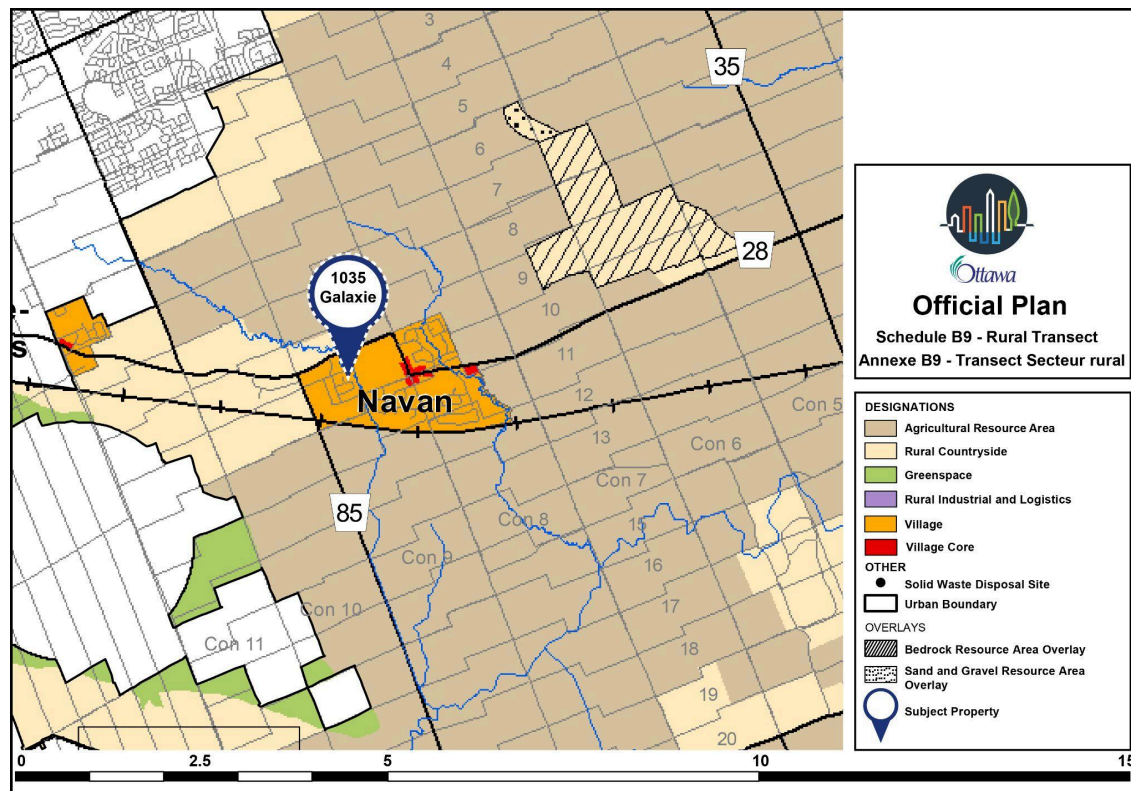 3
4
35
5
6
7
8
28
9
10
1035
Galaxie
e-
s
11
12
Navan
Con 5
13
Con 6
Con 7
85
Con 8
15
Con 9
16
Con 10
17
Con 11
18
19
20
0
2.5
5
10
15
Ottawa
Official Plan
Schedule B9 - Rural Transect
Annexe B9 - Transect Secteur rural
DESIGNATIONS
Agricultural Resource Area
Rural Countryside
Greenspace
Rural Industrial and Logistics
Village
Village Core
OTHER
Solid Waste Disposal Site
Urban Boundary
OVERLAYS
Bedrock Resource Area Overlay
Sand and Gravel Resource Area
Overlay
Subject Property